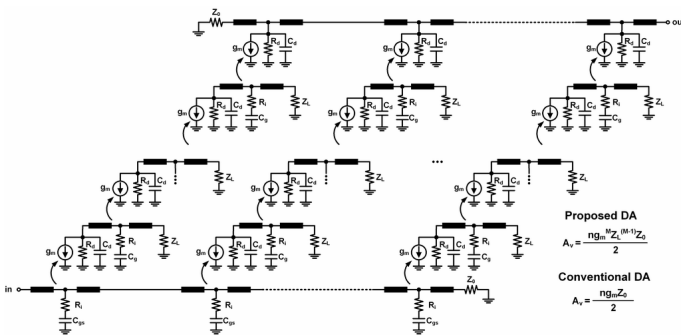 Z0 out
gm Rd Cd gm Rd Cd gm Rd Cd
gm Rd Cd Ri Cg ZL gm Rd Cd Ri Cg ZL gm Rd Cd Ri Cg ZL
gm Rd Cd ZL gm Rd Cd ZL ... gm Rd Cd ZL
gm Rd Cd Ri Cg ZL gm Rd Cd Ri Cg ZL gm Rd Cd Ri Cg ZL
Proposed DA
Av = ngm^M ZL^(M-1) Z0 / 2
Conventional DA
Av = ngmZ0 / 2
in Z0
Ri Ri Ri
Cgs Cgs Cgs